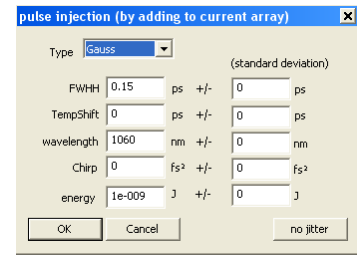 pulse injection (by adding to current array)
Type Gauss
(standard deviation)
FWHH 0.15 ps +/- 0 ps
TempShift 0 ps +/- 0 ps
wavelength 1060 nm +/- 0 nm
Chirp 0 fs² +/- 0 fs²
energy 1e-009 J +/- 0 J
OK Cancel no jitter